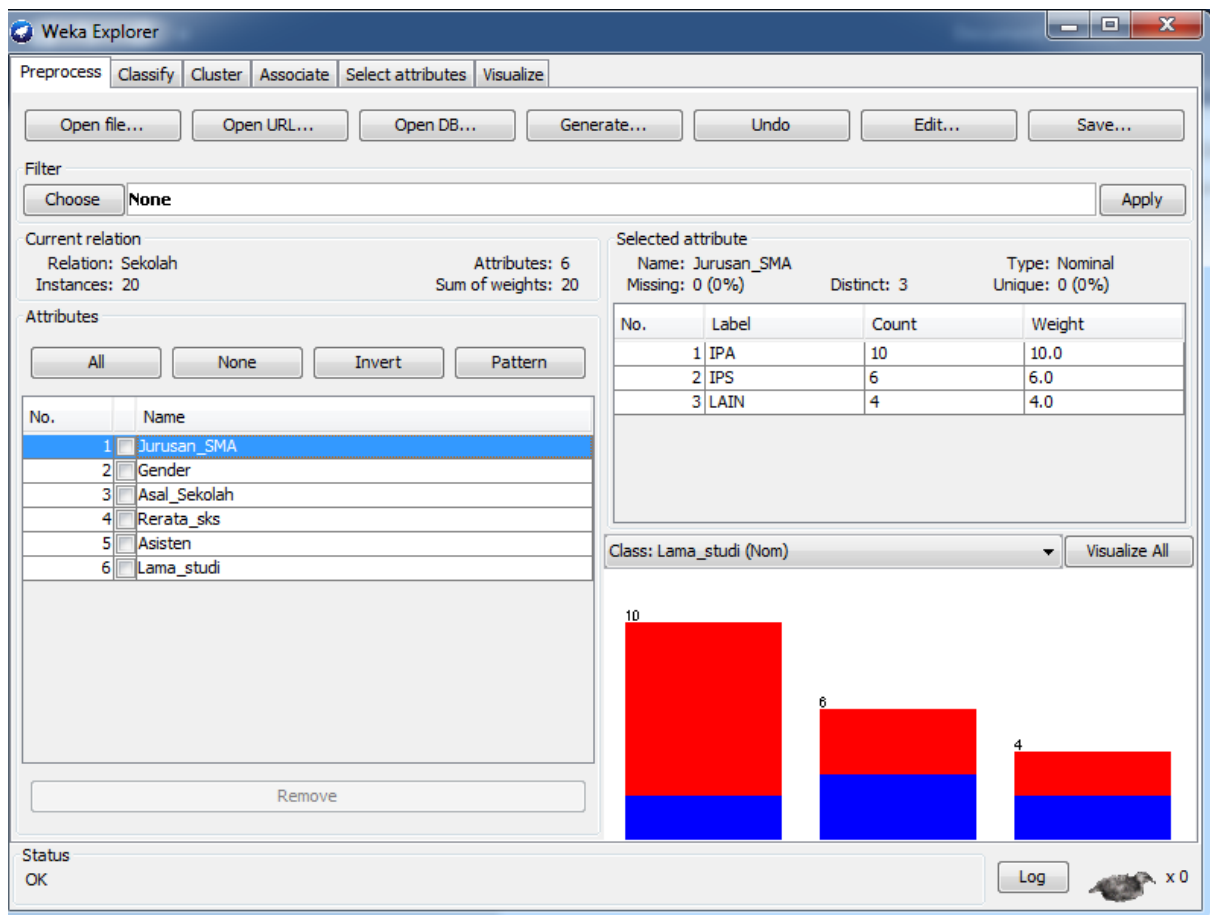 Weka Explorer
Preprocess Classify Cluster Associate Select attributes Visualize
Open file... Open URL... Open DB... Generate... Undo Edit... Save...
Filter
Choose None Apply
Current relation
Relation: Sekolah Attributes: 6
Instances: 20 Sum of weights: 20
Attributes
All None Invert Pattern
No. Name
1 Jurusan_SMA
2 Gender
3 Asal_Sekolah
4 Rerata_sks
5 Asisten
6 Lama_studi
Remove
Selected attribute
Name: Jurusan_SMA Type: Nominal
Missing: 0 (0%) Distinct: 3 Unique: 0 (0%)
No. Label Count Weight
1 IPA 10 10.0
2 IPS 6 6.0
3 LAIN 4 4.0
Class: Lama_studi (Nom) Visualize All
10
6
4
Status
OK
Log x 0